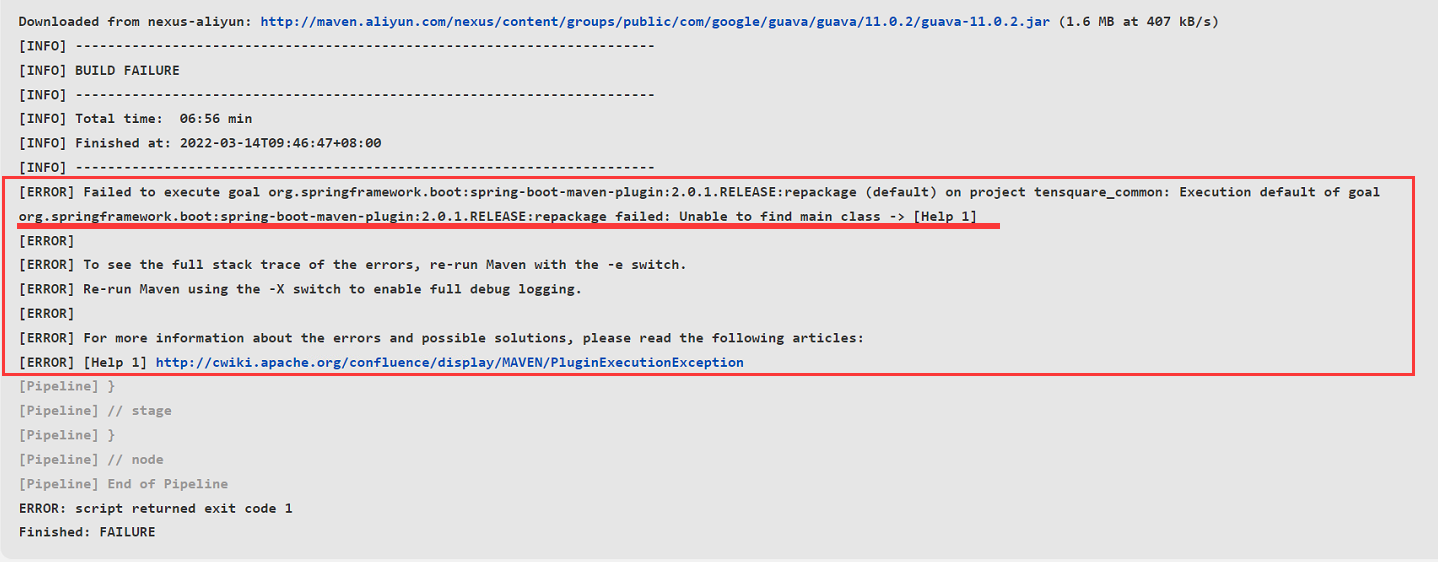 Downloaded from nexus-aliyun: http://maven.aliyun.com/nexus/content/groups/public/com/google/guava/guava/11.0.2/guava-11.0.2.jar (1.6 MB at 407 kB/s)
[INFO] ------------------------------------------------------------------------
[INFO] BUILD FAILURE
[INFO] ------------------------------------------------------------------------
[INFO] Total time:  06:56 min
[INFO] Finished at: 2022-03-14T09:46:47+08:00
[INFO] ------------------------------------------------------------------------
[ERROR] Failed to execute goal org.springframework.boot:spring-boot-maven-plugin:2.0.1.RELEASE:repackage (default) on project tensquare_common: Execution default of goal
org.springframework.boot:spring-boot-maven-plugin:2.0.1.RELEASE:repackage failed: Unable to find main class -> [Help 1]
[ERROR]
[ERROR] To see the full stack trace of the errors, re-run Maven with the -e switch.
[ERROR] Re-run Maven using the -X switch to enable full debug logging.
[ERROR]
[ERROR] For more information about the errors and possible solutions, please read the following articles:
[ERROR] [Help 1] http://cwiki.apache.org/confluence/display/MAVEN/PluginExecutionException
[Pipeline] }
[Pipeline] // stage
[Pipeline] }
[Pipeline] // node
[Pipeline] End of Pipeline
ERROR: script returned exit code 1
Finished: FAILURE